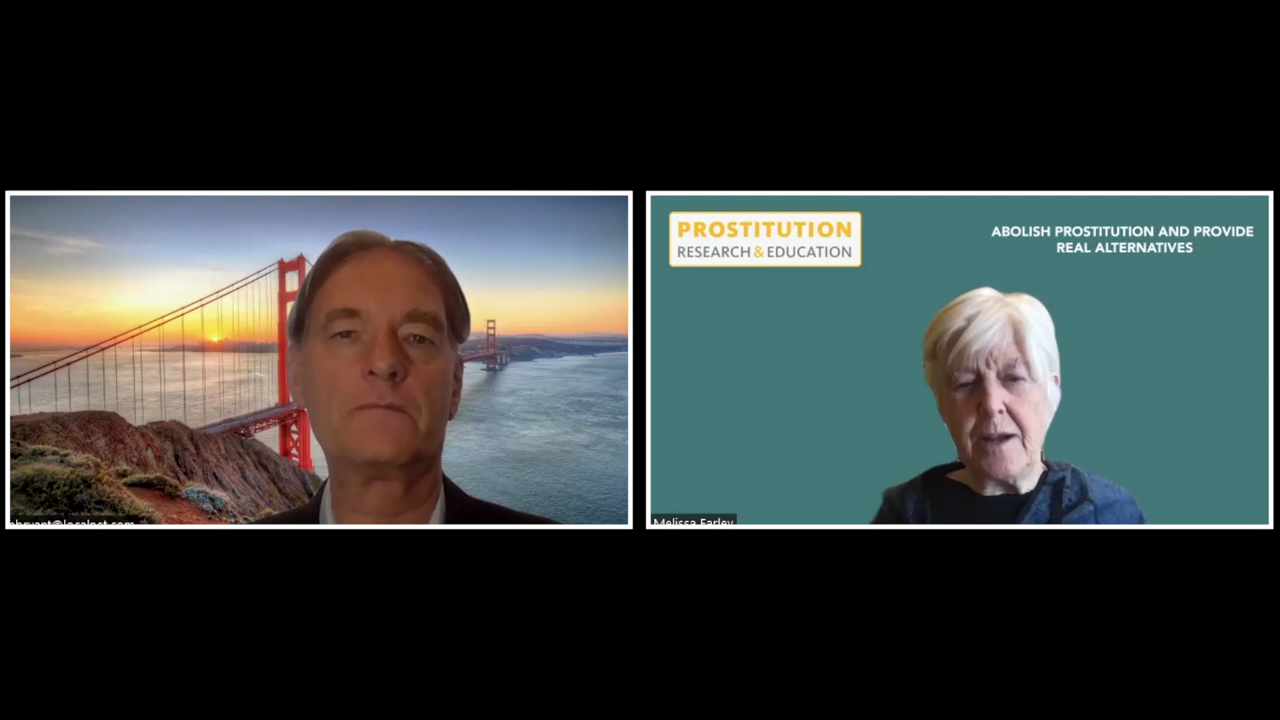 PROSTITUTION
RESEARCH & EDUCATION
ABOLISH PROSTITUTION AND PROVIDE
REAL ALTERNATIVES
Melissa Farley